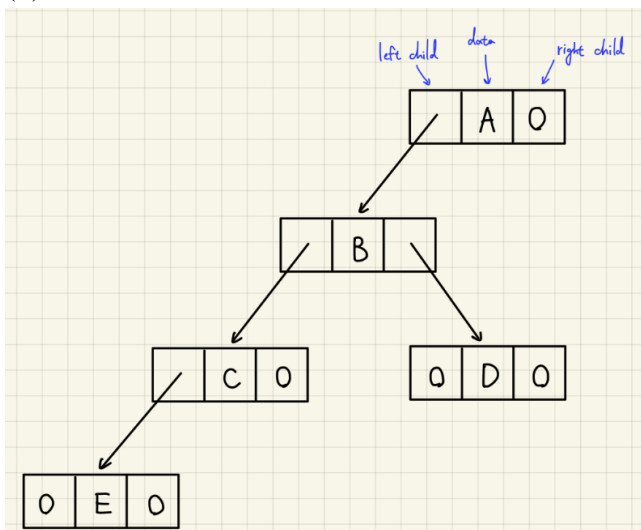 left child data right child
A 0
B
C 0
0 D 0
0 E 0